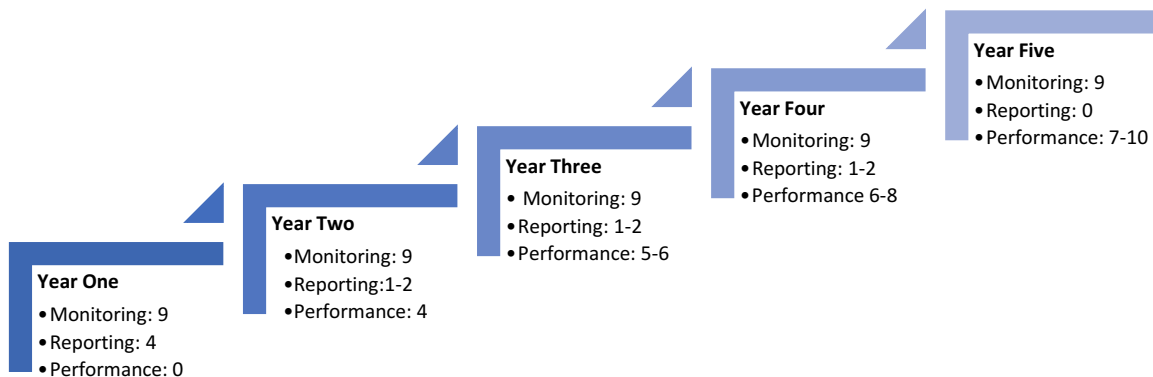 Year One
•Monitoring: 9
•Reporting: 4
•Performance: 0
Year Two
•Monitoring: 9
•Reporting:1-2
•Performance: 4
Year Three
• Monitoring: 9
•Reporting: 1-2
•Performance: 5-6
Year Four
•Monitoring: 9
•Reporting: 1-2
•Performance 6-8
Year Five
•Monitoring: 9
•Reporting: 0
•Performance: 7-10